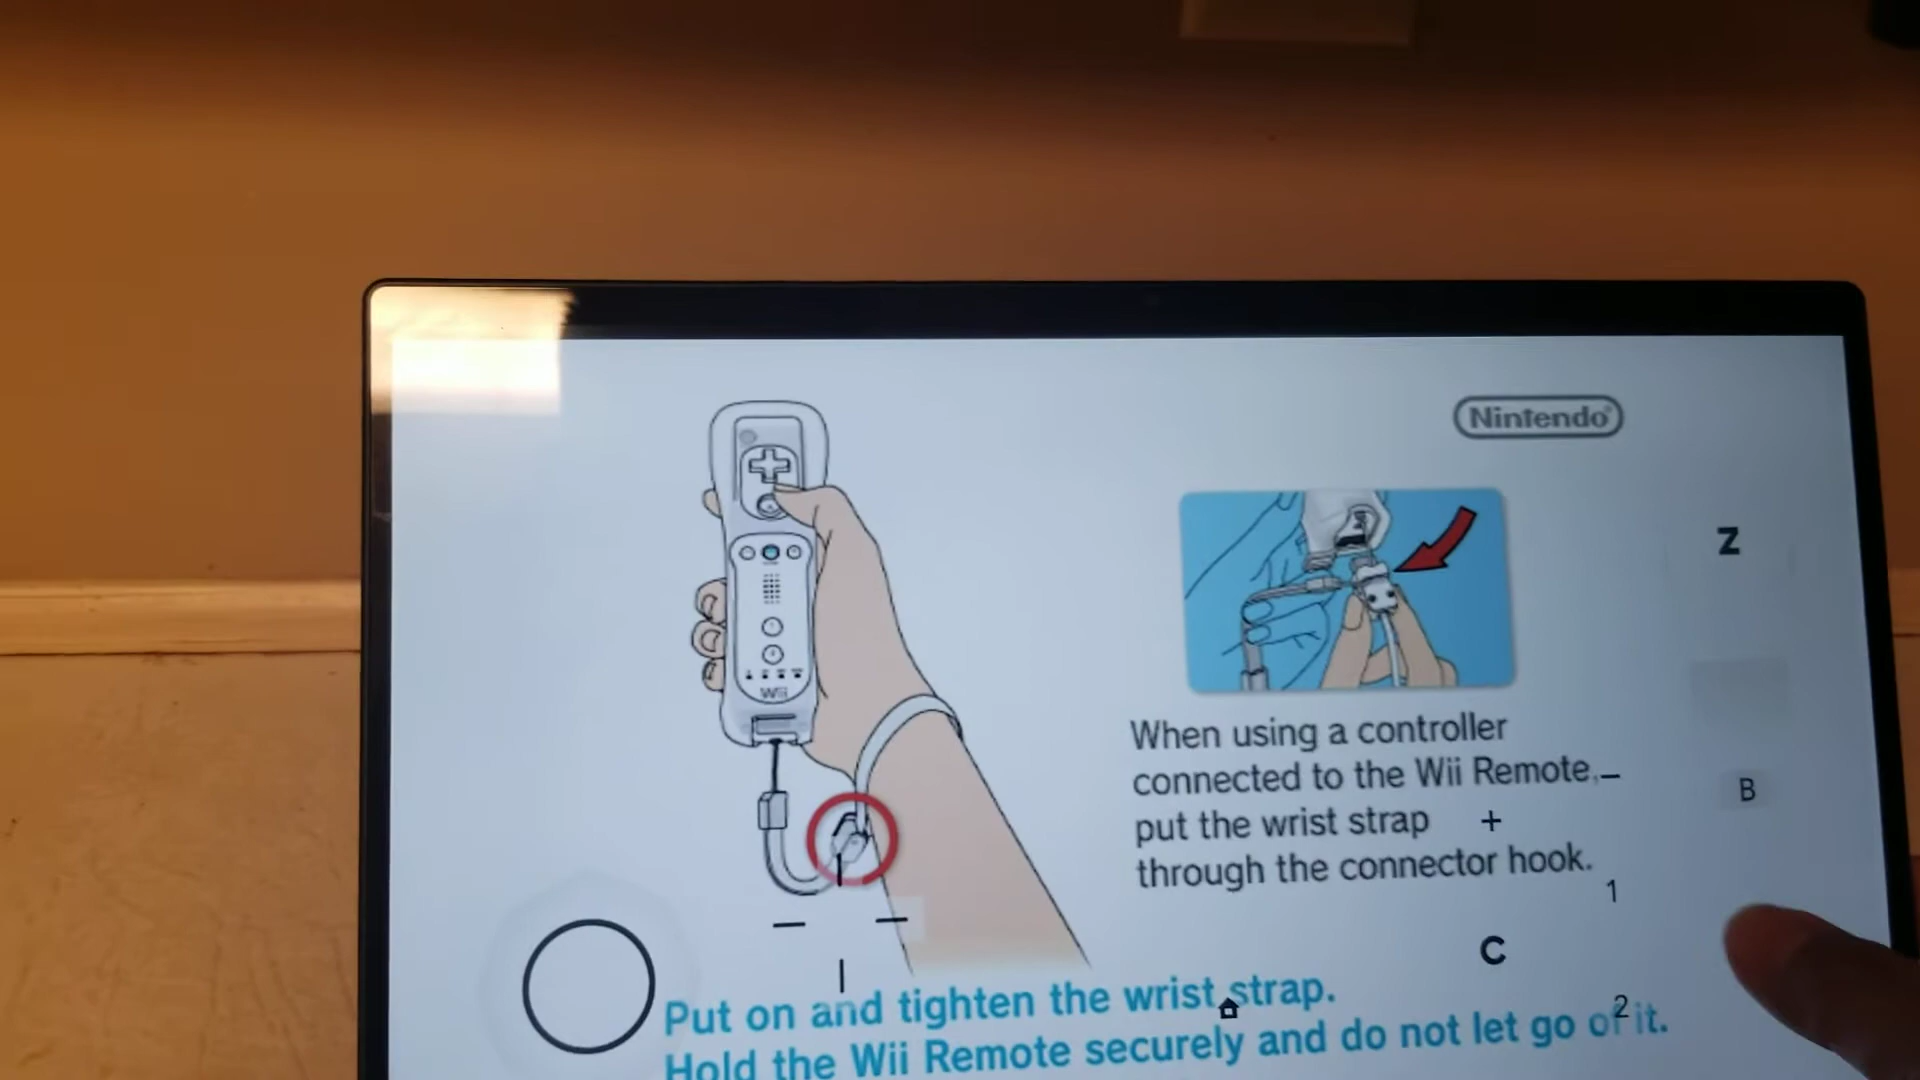 Nintendo
Z
Wii
When using a controller
connected to the Wii Remote,
put the wrist strap
through the connector hook.
–
B
+
1
C
2
Put on and tighten the wrist strap.
Hold the Wii Remote securely and do not let go of it.